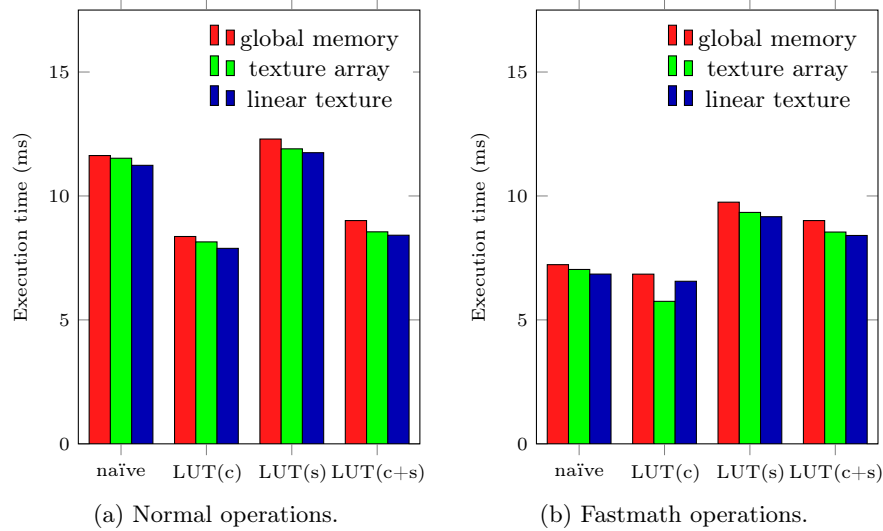 global memory
texture array
linear texture
Execution time (ms)
15
10
5
0
naïve LUT(c) LUT(s) LUT(c+s)
(a) Normal operations.
global memory
texture array
linear texture
Execution time (ms)
15
10
5
0
naïve LUT(c) LUT(s) LUT(c+s)
(b) Fastmath operations.